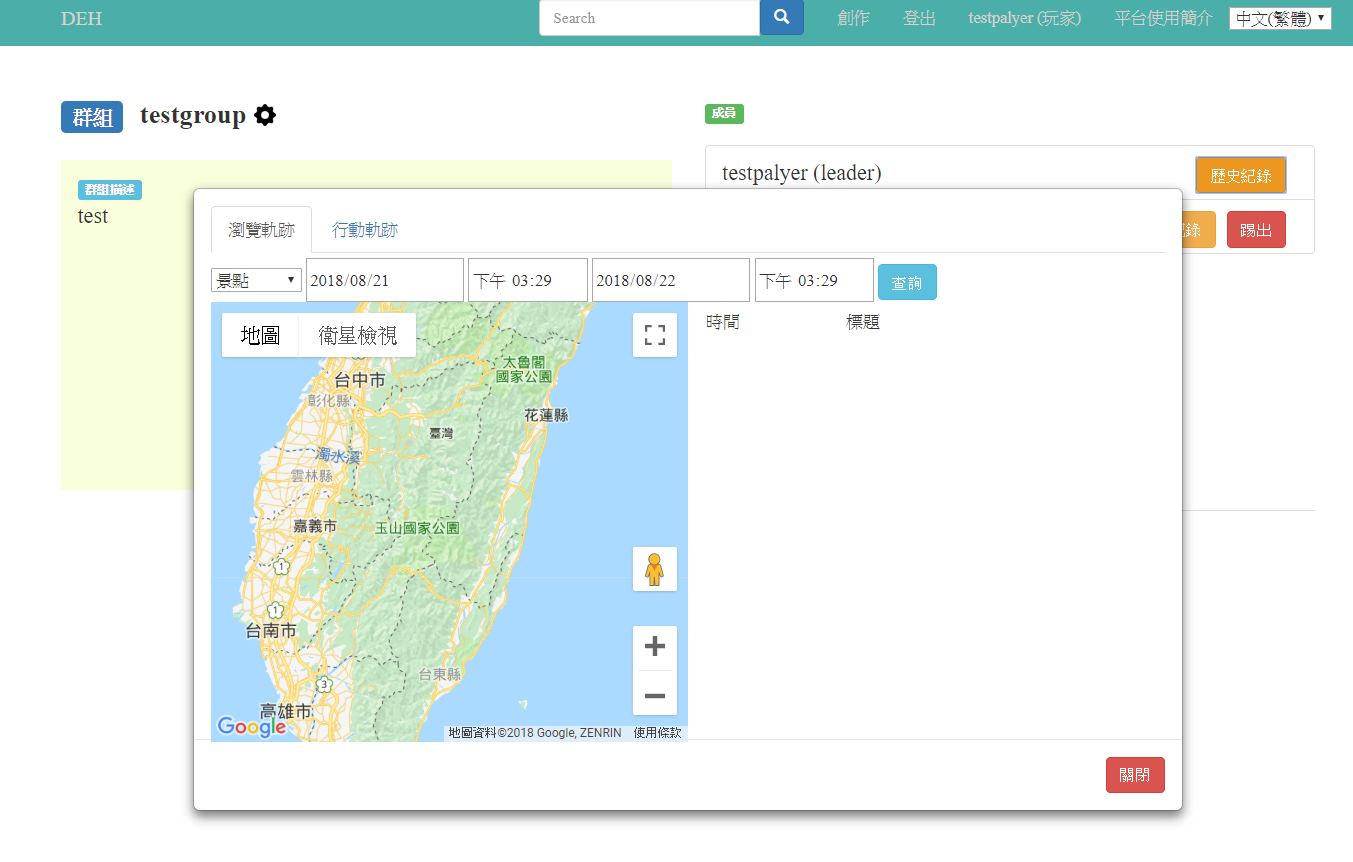 DEH
Search
創作
登出
testpalyer (玩家)
平台使用簡介
中文(繁體)
群組
testgroup
成員
群組描述
test
testpalyer (leader)
歷史紀錄
錄
踢出
瀏覽軌跡
行動軌跡
景點
2018/08/21
下午 03:29
2018/08/22
下午 03:29
查詢
地圖
衛星檢視
時間
標題
太魯閣
國家公園
台中市
彰化縣
花蓮縣
臺灣
濁水溪
雲林縣
嘉義市
玉山國家公園
1
1
台南市
台東縣
3
高雄市
Google
地圖資料©2018 Google, ZENRIN
使用條款
關閉